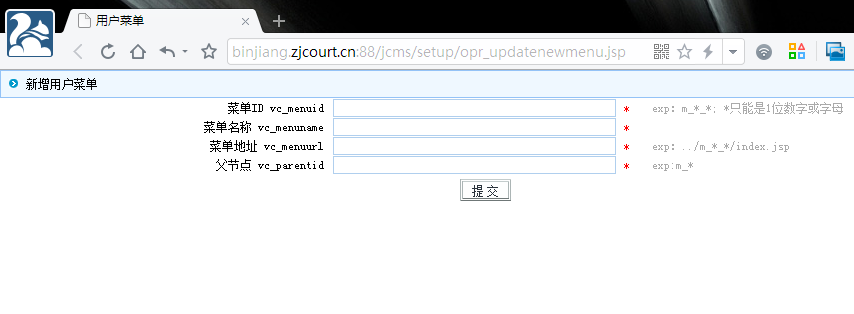 用户菜单
binjiang.zjcourt.cn:88/jcms/setup/opr_updatenewmenu.jsp
新增用户菜单
菜单ID vc_menuid * exp: m_*_*; *只能是1位数字或字母
菜单名称 vc_menuname *
菜单地址 vc_menuurl * exp: ../m_*_*/index.jsp
父节点 vc_parentid * exp:m_*
提交